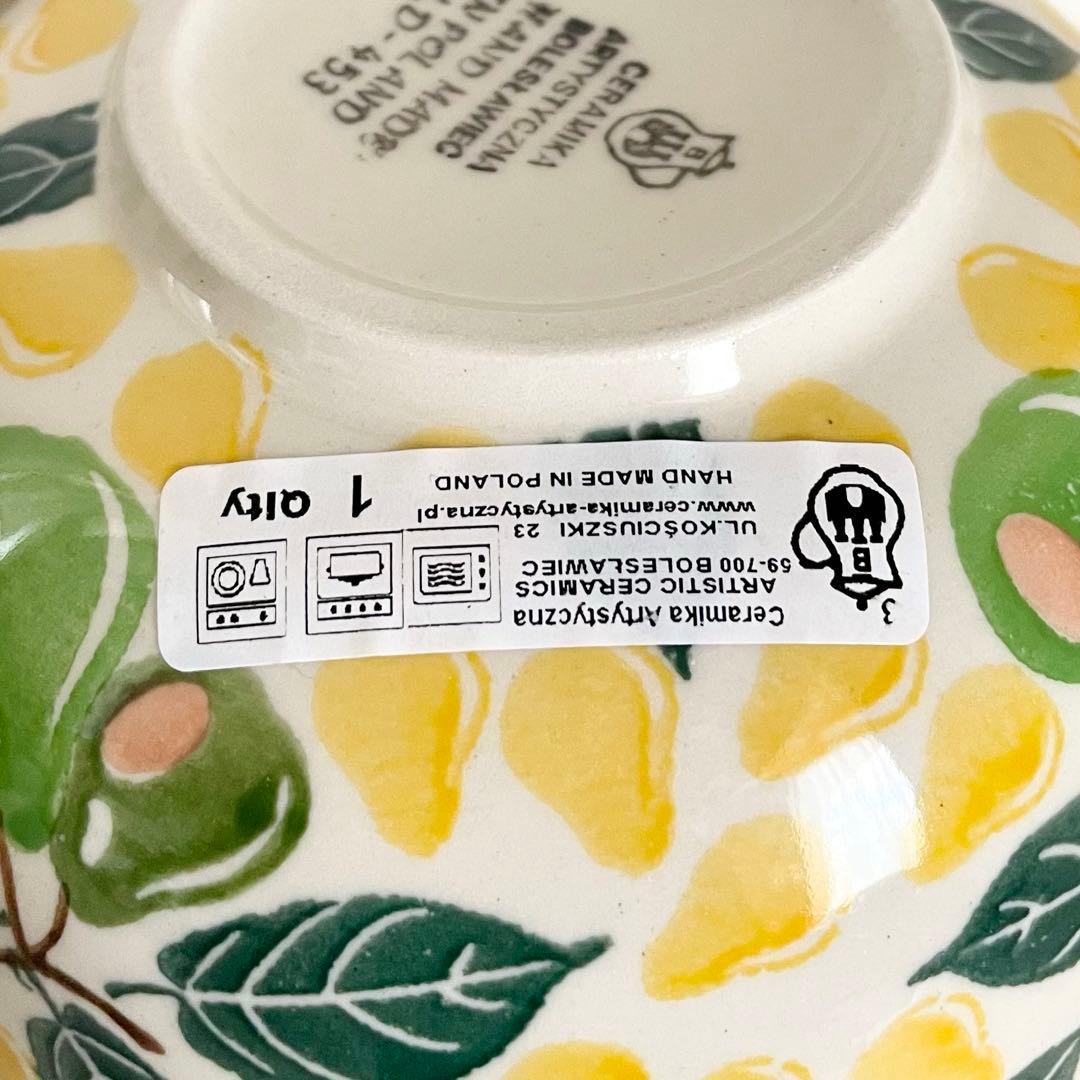 CERAMIKA
ARTYSTYCZNA
BOLESŁAWIEC
HAND MADE
IN POLAND
D-453
B
3
B
Ceramika Artystyczna
ARTISTIC CERAMICS
59-700 BOLESŁAWIEC
UL.KOŚCIUSZKI 23
www.ceramika-artystyczna.pl
HAND MADE IN POLAND
1 Qlty